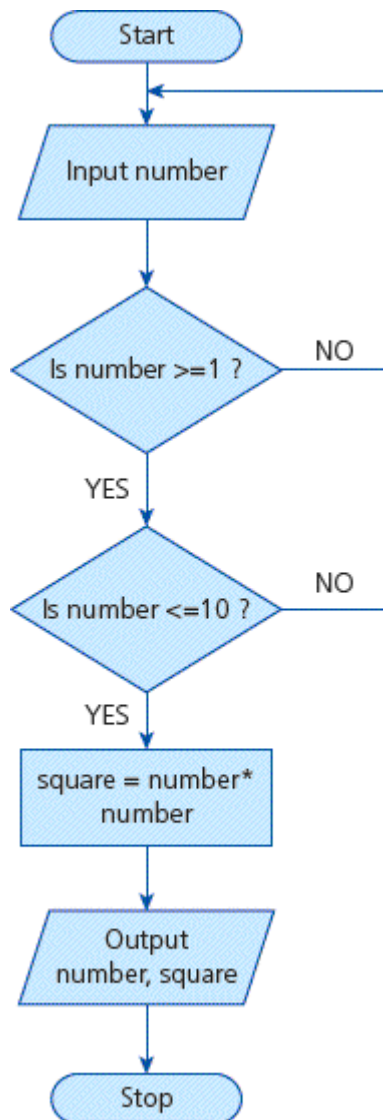 Start
Input number
Is number >=1 ?
NO
YES
Is number <=10 ?
NO
YES
square = number*
number
Output
number, square
Stop